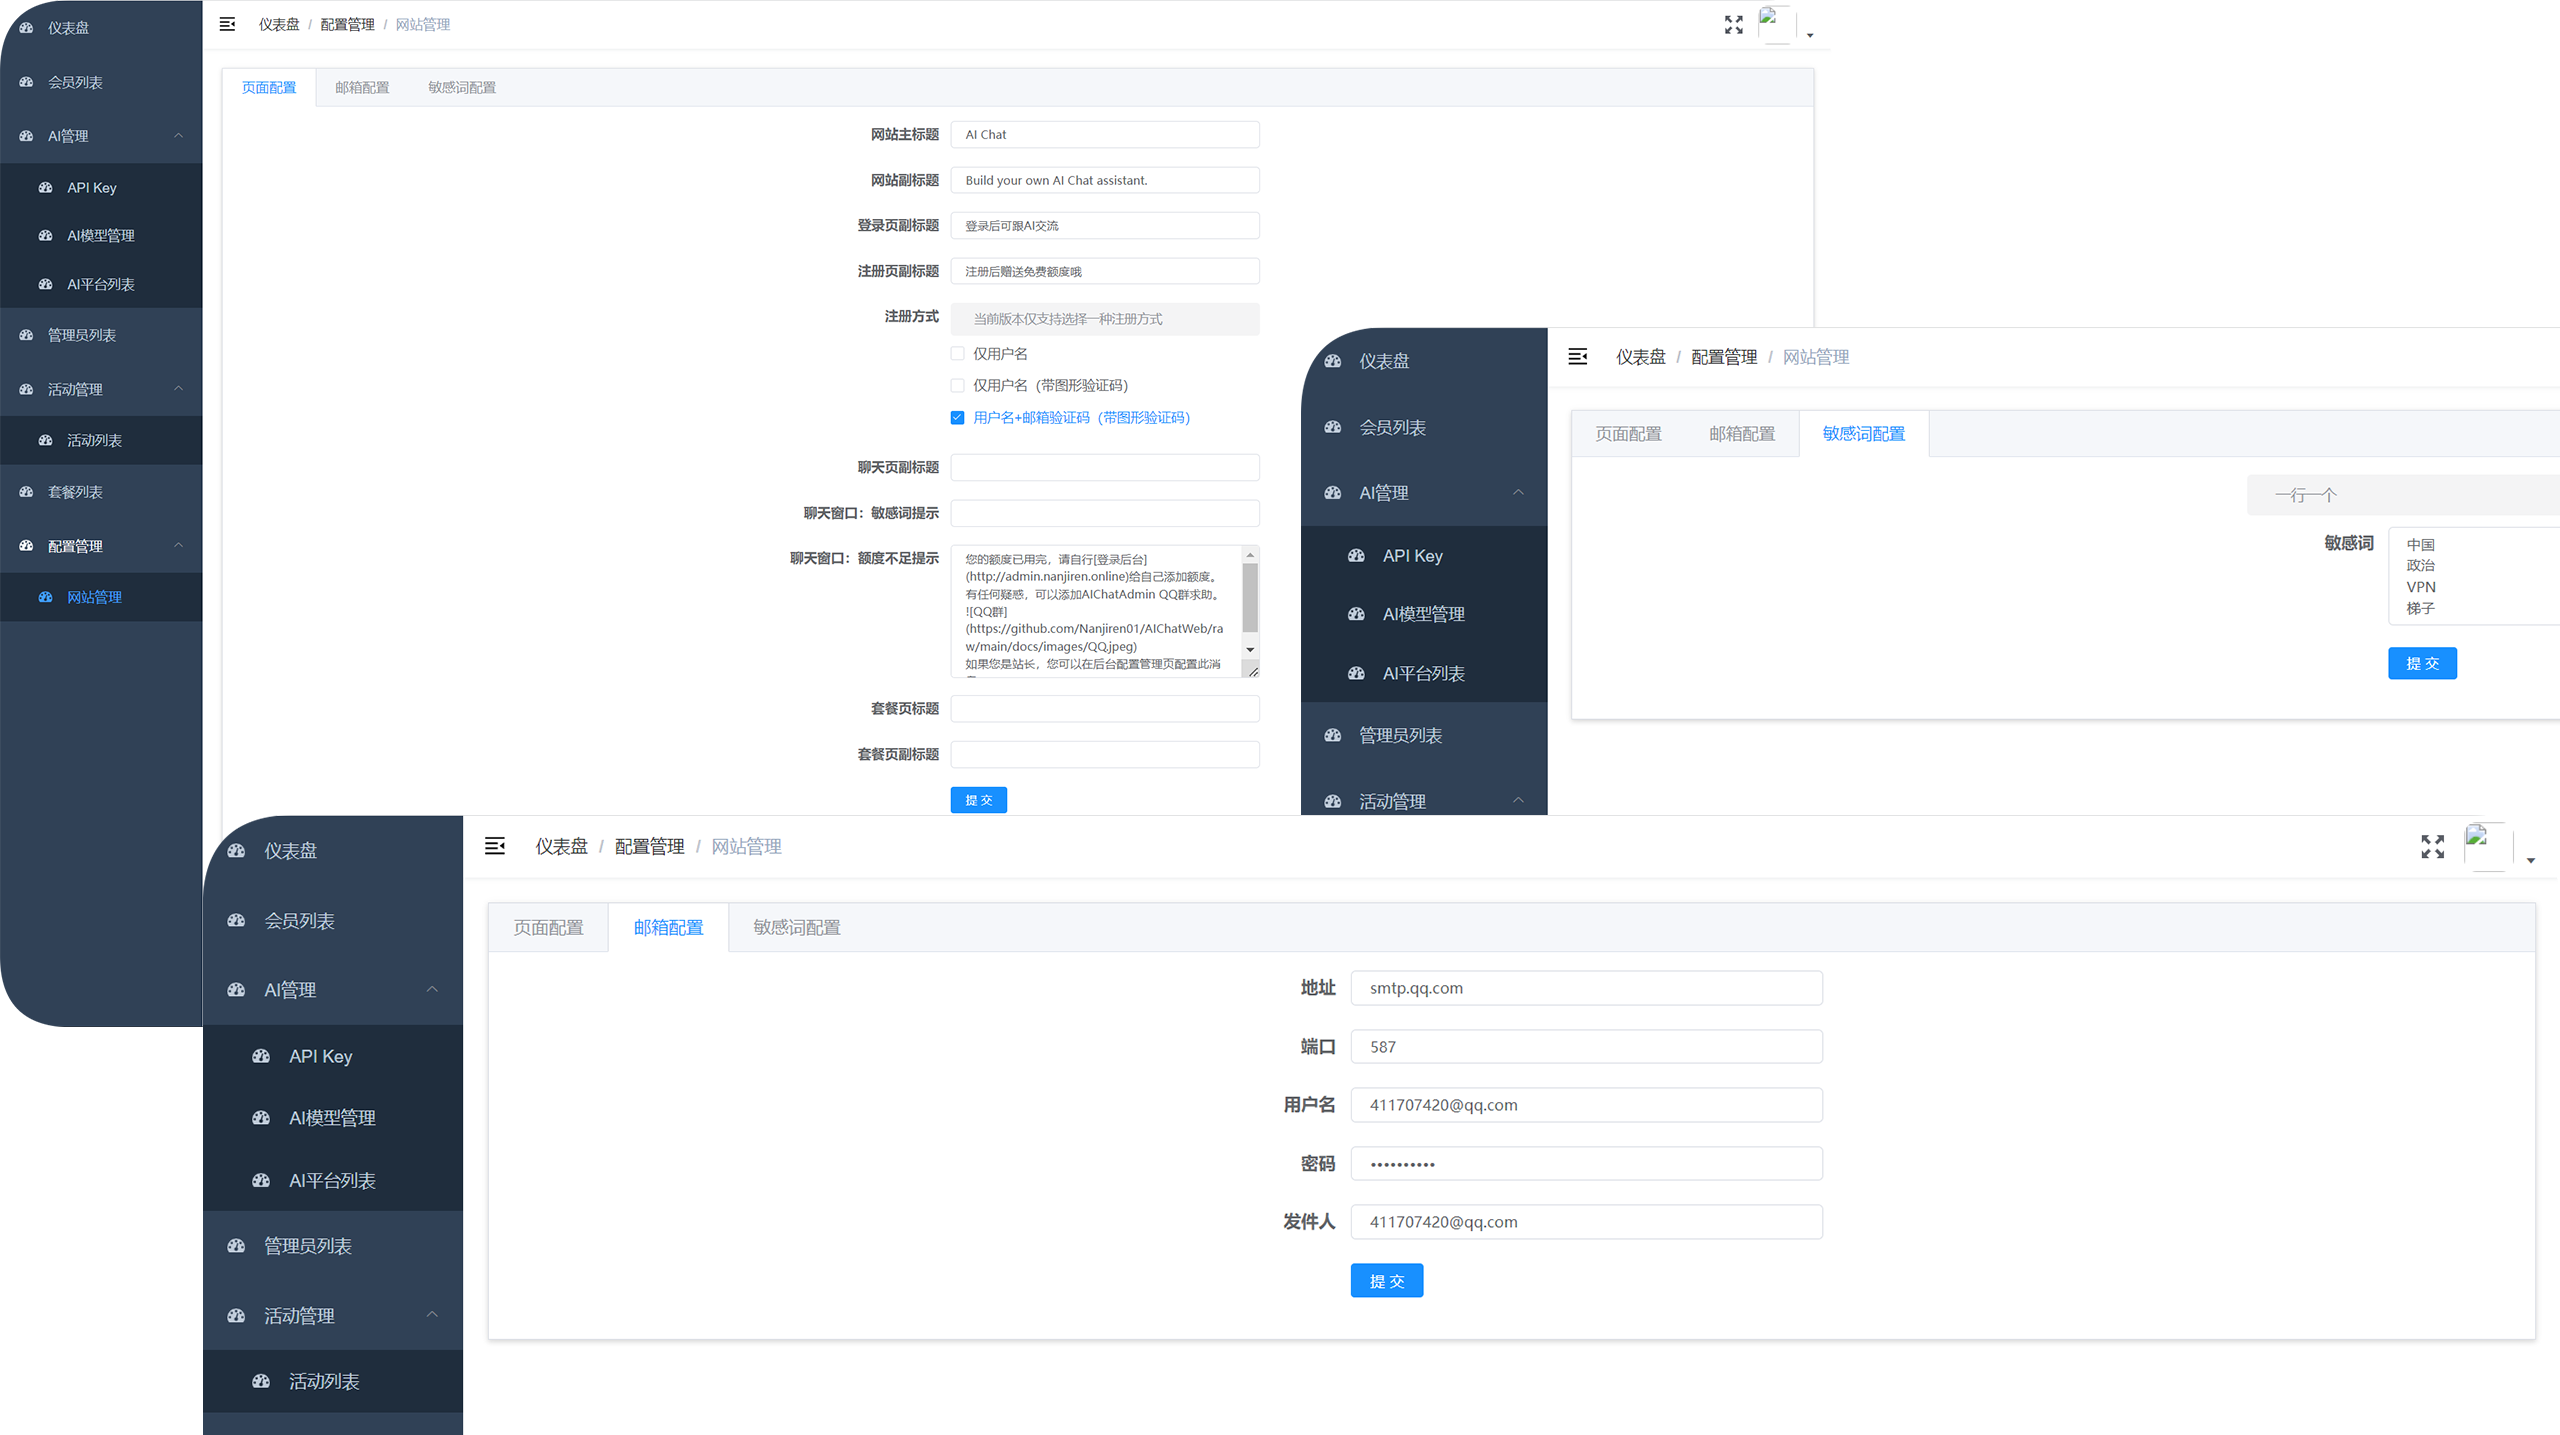 仪表盘
会员列表
AI管理
API Key
AI模型管理
AI平台列表
管理员列表
活动管理
活动列表
套餐列表
配置管理
网站管理
仪表盘 / 配置管理 / 网站管理
页面配置 邮箱配置 敏感词配置
网站主标题 AI Chat
网站副标题 Build your own AI Chat assistant.
登录页副标题 登录后可跟AI交流
注册页副标题 注册后赠送免费额度哦
注册方式 当前版本仅支持选择一种注册方式
仅用户名
仅用户名（带图形验证码）
用户名+邮箱验证码（带图形验证码）
聊天页副标题
聊天窗口：敏感词提示
聊天窗口：额度不足提示 您的额度已用完，请自行[登录后台]
(http://admin.nanjiren.online)给自己添加额度。
有任何疑惑，可以添加AIChatAdmin QQ群求助。
![QQ群]
(https://github.com/Nanjiren01/AIChatWeb/ra
w/main/docs/images/QQ.jpeg)
如果您是站长，您可以在后台配置管理页配置此消
套餐页标题
套餐页副标题
提 交
仪表盘
会员列表
AI管理
API Key
AI模型管理
AI平台列表
管理员列表
活动管理
仪表盘 / 配置管理 / 网站管理
页面配置 邮箱配置 敏感词配置
一行一个
敏感词 中国
政治
VPN
梯子
提 交
仪表盘
会员列表
AI管理
API Key
AI模型管理
AI平台列表
管理员列表
活动管理
活动列表
仪表盘 / 配置管理 / 网站管理
页面配置 邮箱配置 敏感词配置
地址 smtp.qq.com
端口 587
用户名 411707420@qq.com
密码 ••••••••••
发件人 411707420@qq.com
提 交